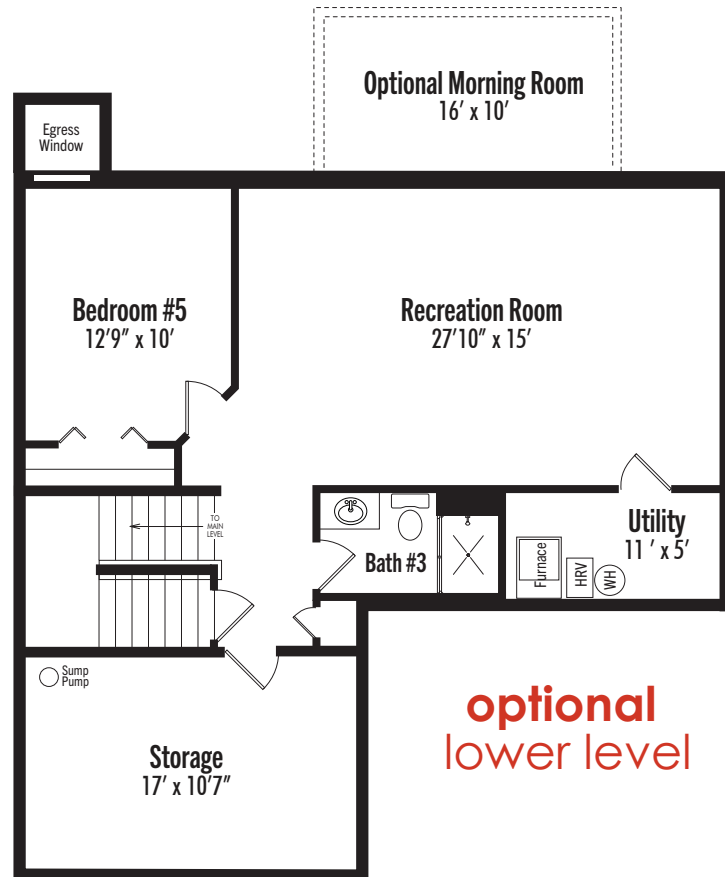 Optional Morning Room
16' x 10'
Egress
Window
Bedroom #5
12'9" x 10'
Recreation Room
27'10" x 15'
TO
MAIN
LEVEL
Bath #3
Utility
11 ' x 5'
Furnace
HRV
WH
Sump
Pump
Storage
17' x 10'7"
optional
lower level